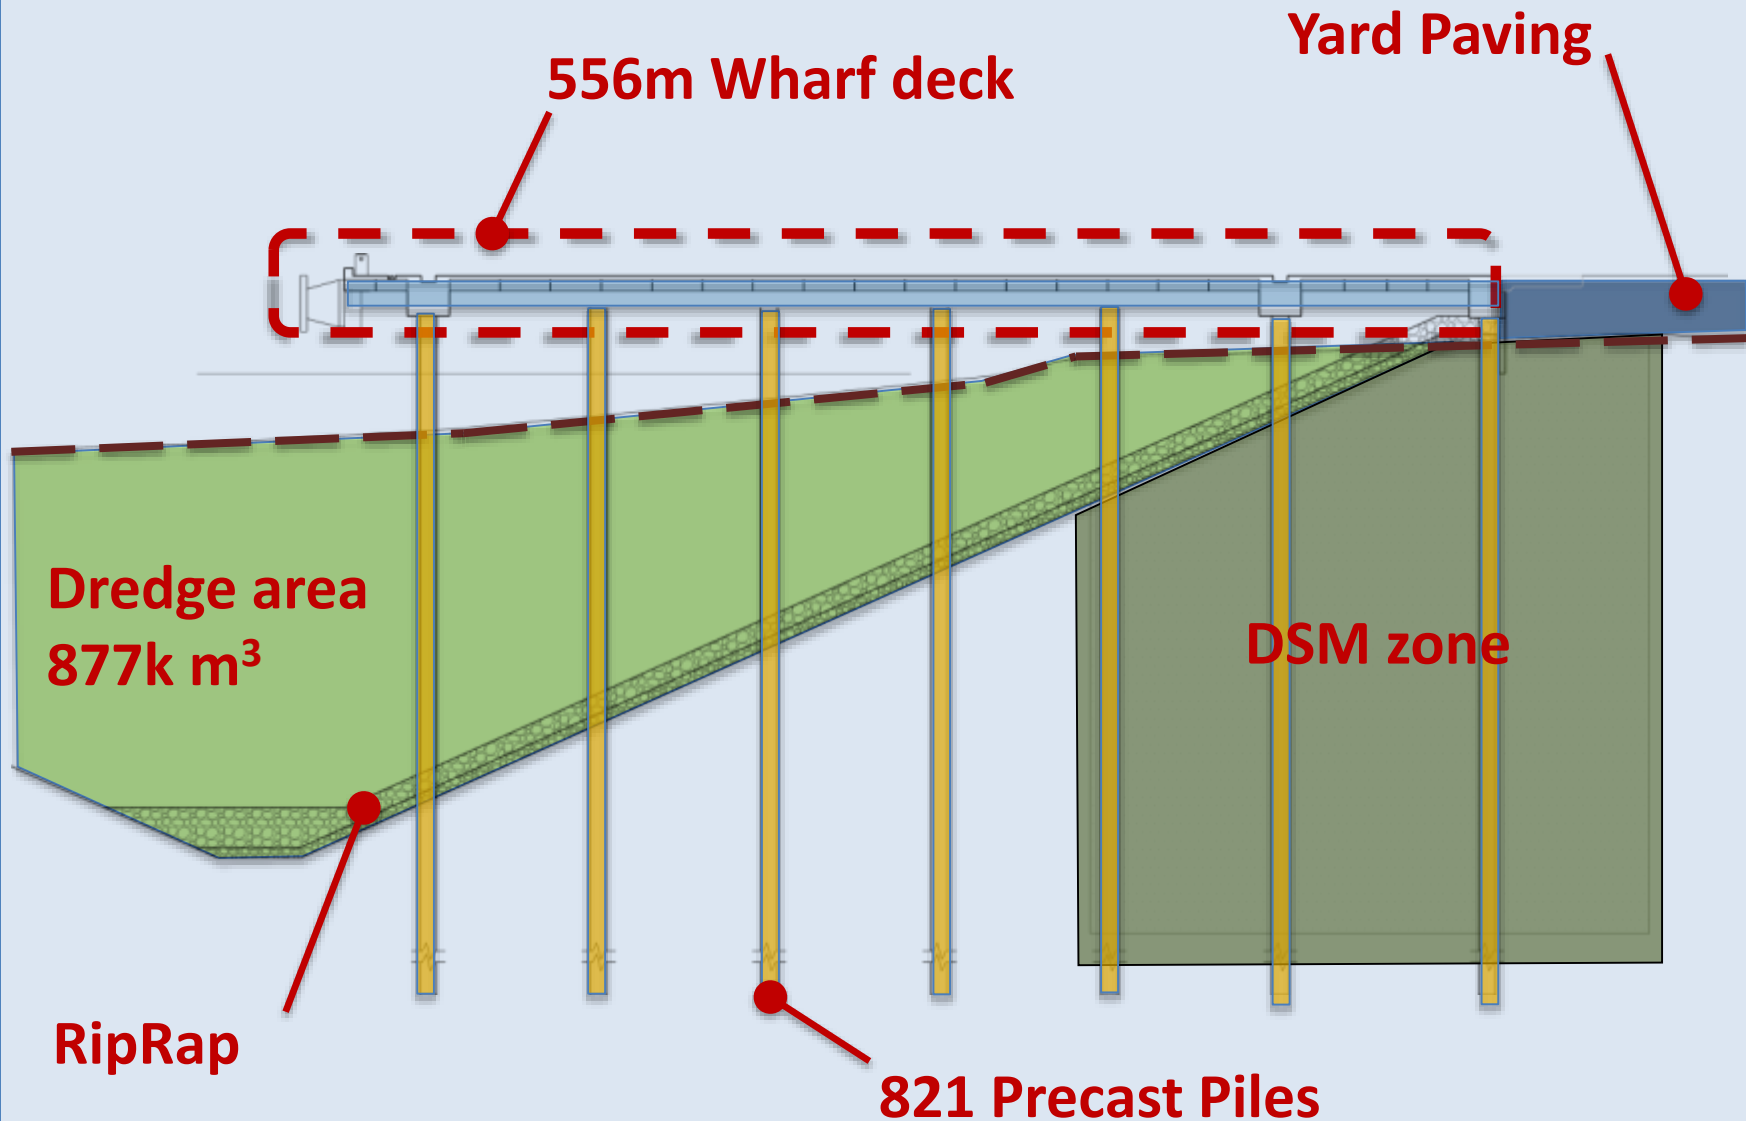 Yard Paving
556m Wharf deck
Dredge area
877k m³
DSM zone
RipRap
821 Precast Piles